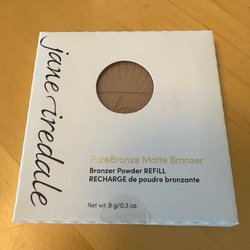 jane iredale
PureBronze Matte Bronzer
Bronzer Powder REFILL
RECHARGE de poudre bronzante
Net wt. 9 g/0.3 oz.